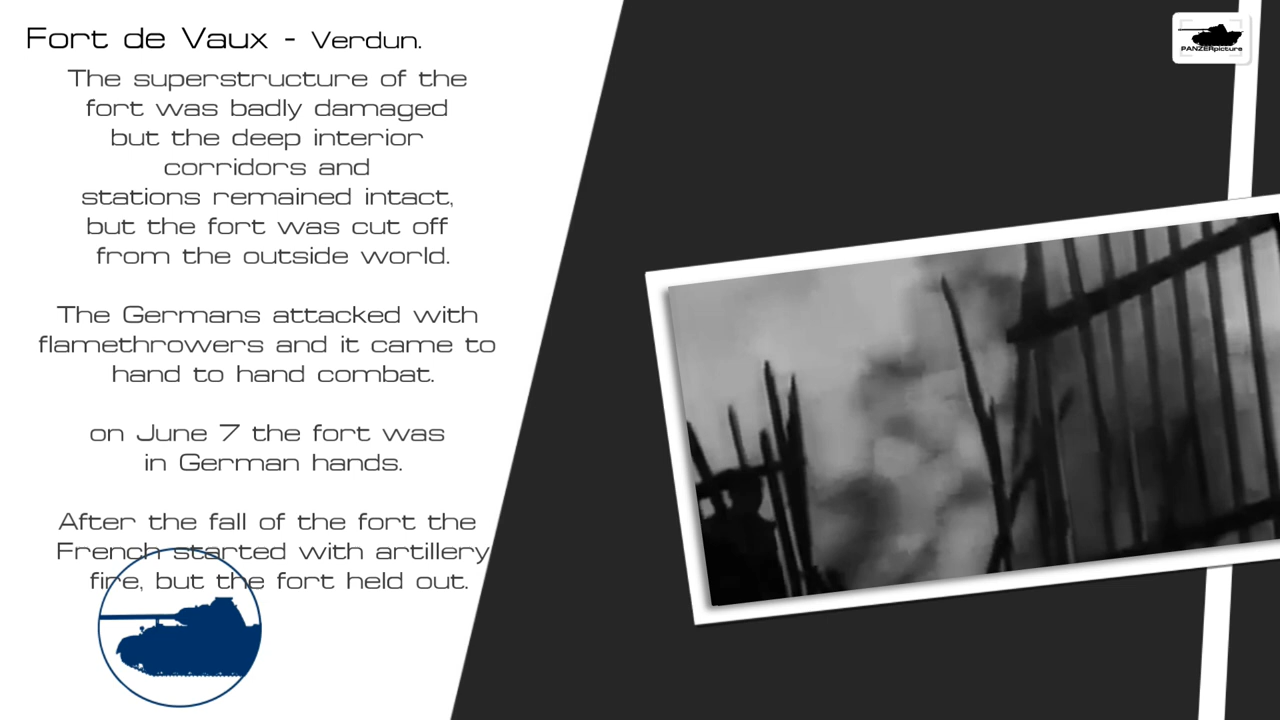 Fort de Vaux - Verdun.
The superstructure of the
fort was badly damaged
but the deep interior
corridors and
stations remained intact,
but the fort was cut off
from the outside world.
The Germans attacked with
flamethrowers and it came to
hand to hand combat.
on June 7 the fort was
in German hands.
After the fall of the fort the
French started with artillery
fire, but the fort held out.
PANZERpicture